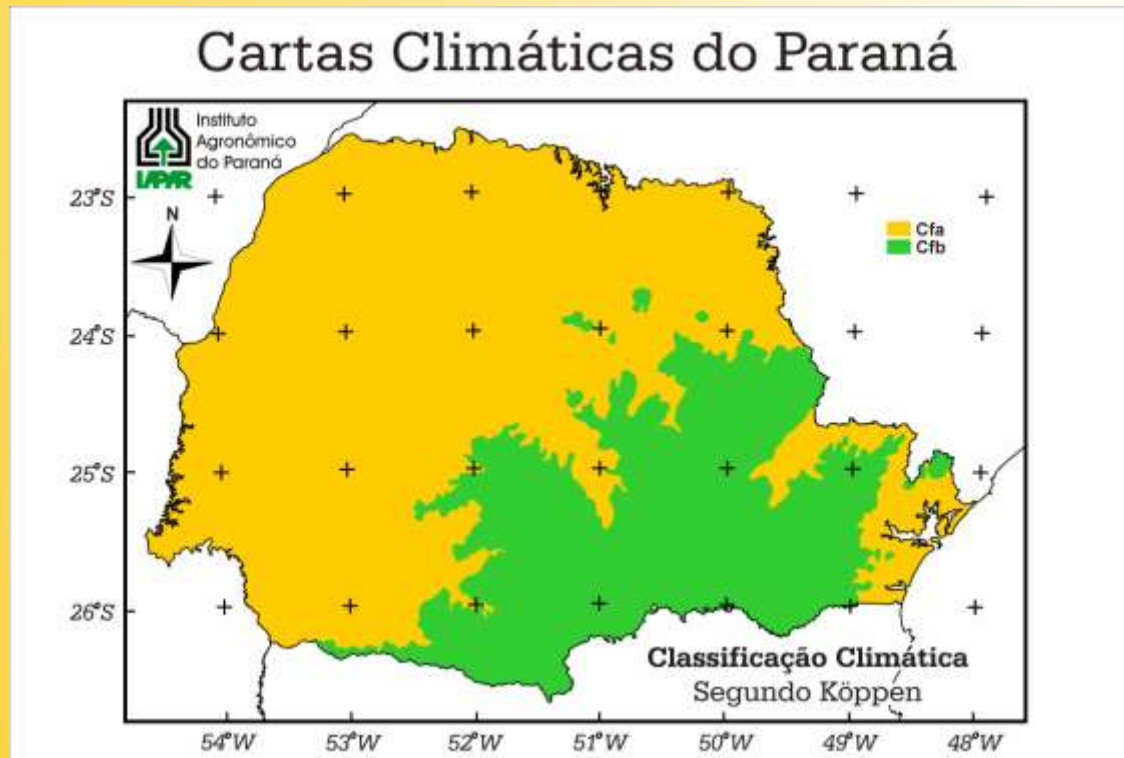 Cartas Climáticas do Paraná
Instituto
Agronômico
do Paraná
IAPAR
N
23°S
24°S
25°S
26°S
Cfa
Cfb
Classificação Climática
Segundo Köppen
54°W
53°W
52°W
51°W
50°W
49°W
48°W